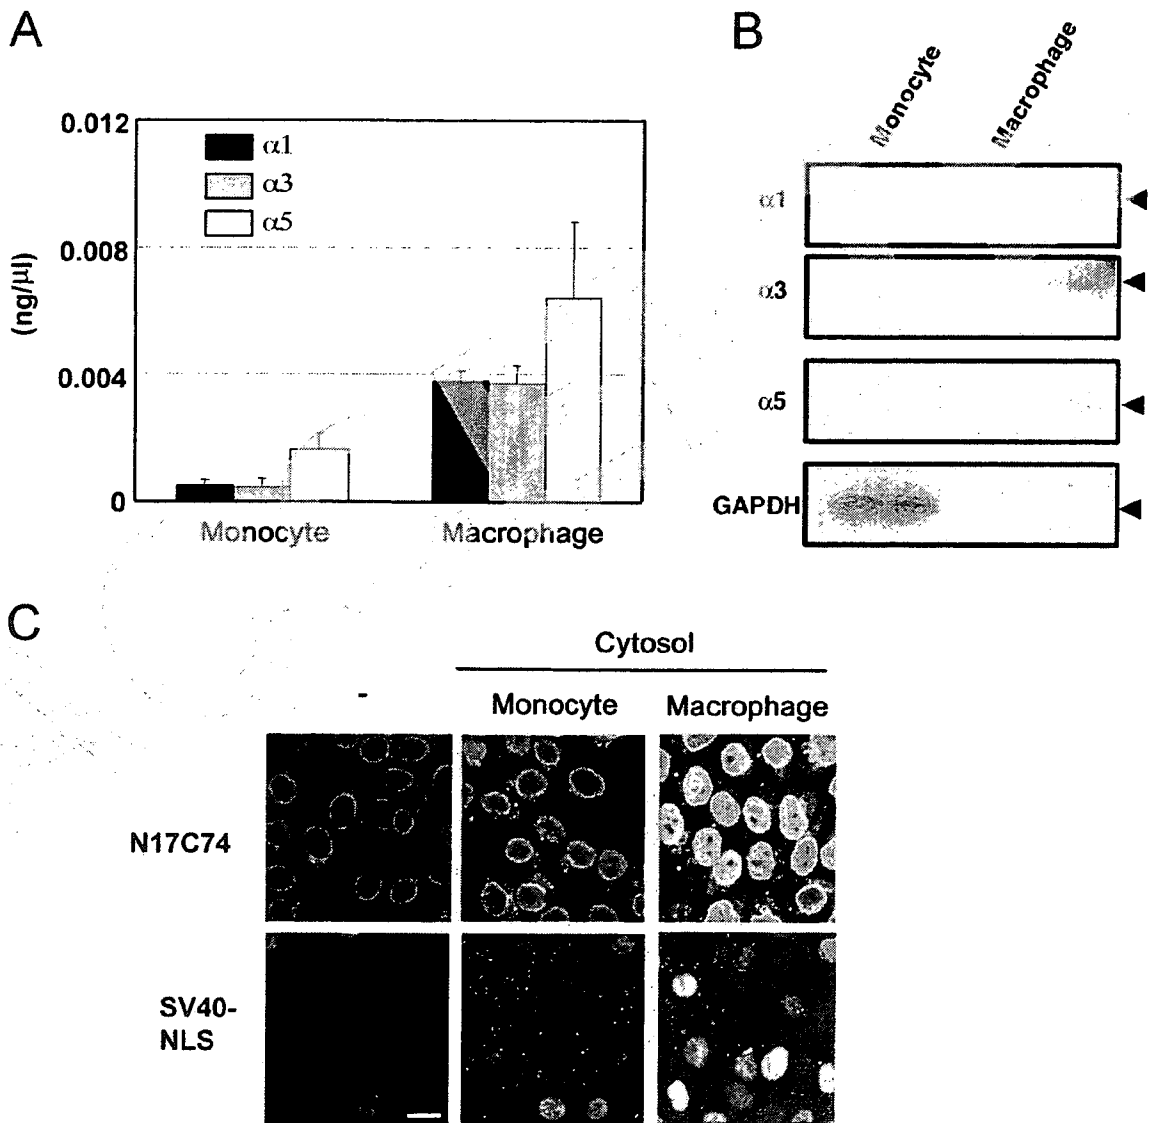 A
0.012
0.008
0.004
0
(ng/μl)
α1
α3
α5
Monocyte
Macrophage
B
Monocyte
Macrophage
α1
α3
α5
GAPDH
C
Cytosol
-
Monocyte
Macrophage
N17C74
SV40-
NLS